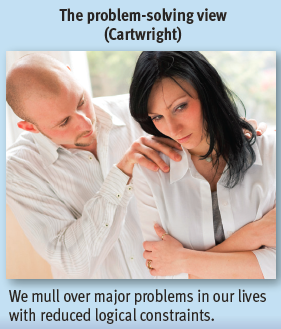 The problem-solving view
(Cartwright)
We mull over major problems in our lives
with reduced logical constraints.